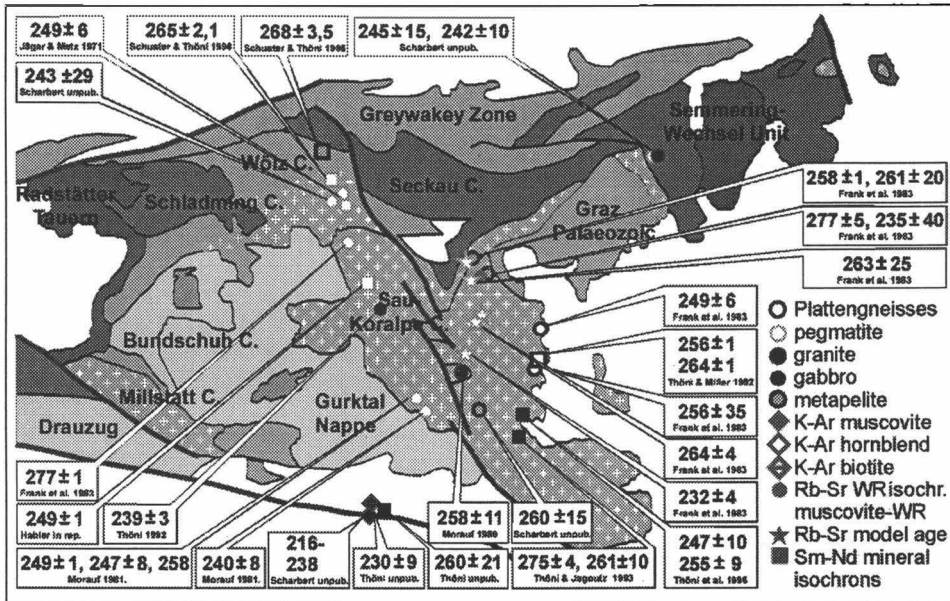 249±6
Jäger & Metz 1971
265±2,1
Schuster & Thöni 1996
268±3,5
Schuster & Thöni 1996
245±15, 242±10
Scharbert unpub.
243 ±29
Scharbert unpub.
Greywakey Zone
Semmering-
Wechsel Unit
Wölz C.
Seckau C.
Radstätter
Tauern
Schladming C.
Graz
Palaeozoic
258 ±1, 261± 20
Frank et al. 1983
277±5, 235±40
Frank et al. 1983
263± 25
Frank et al. 1983
Sau-
Koralpe C.
Bundschuh C.
249± 6
Frank et al. 1983
256±1
264±1
Thöni & Miller 1992
Millstatt C.
Gurktal
Nappe
Drauzug
256± 35
Frank et al. 1983
264± 4
Frank et al. 1983
232± 4
Frank et al. 1983
277± 1
Frank et al. 1983
249± 1
Habler in rep.
239± 3
Thöni 1992
258± 11
Morauf 1980
260 ±15
Scharbert unpub.
249±1, 247±8, 258
Morauf 1981.
240±8
Morauf 1981.
216-
238
Scharbert unpub.
230±9
Thöni unpub.
260±21
Thöni unpub.
275±4, 261±10
Thöni & Jagoutz 1993
247± 10
255± 9
Thöni et al. 1996
Plattengneisses
pegmatite
granite
gabbro
metapelite
K-Ar muscovite
K-Ar hornblend
K-Ar biotite
Rb-Sr WR isochr.
muscovite-WR
Rb-Sr model age
Sm-Nd mineral
isochrons